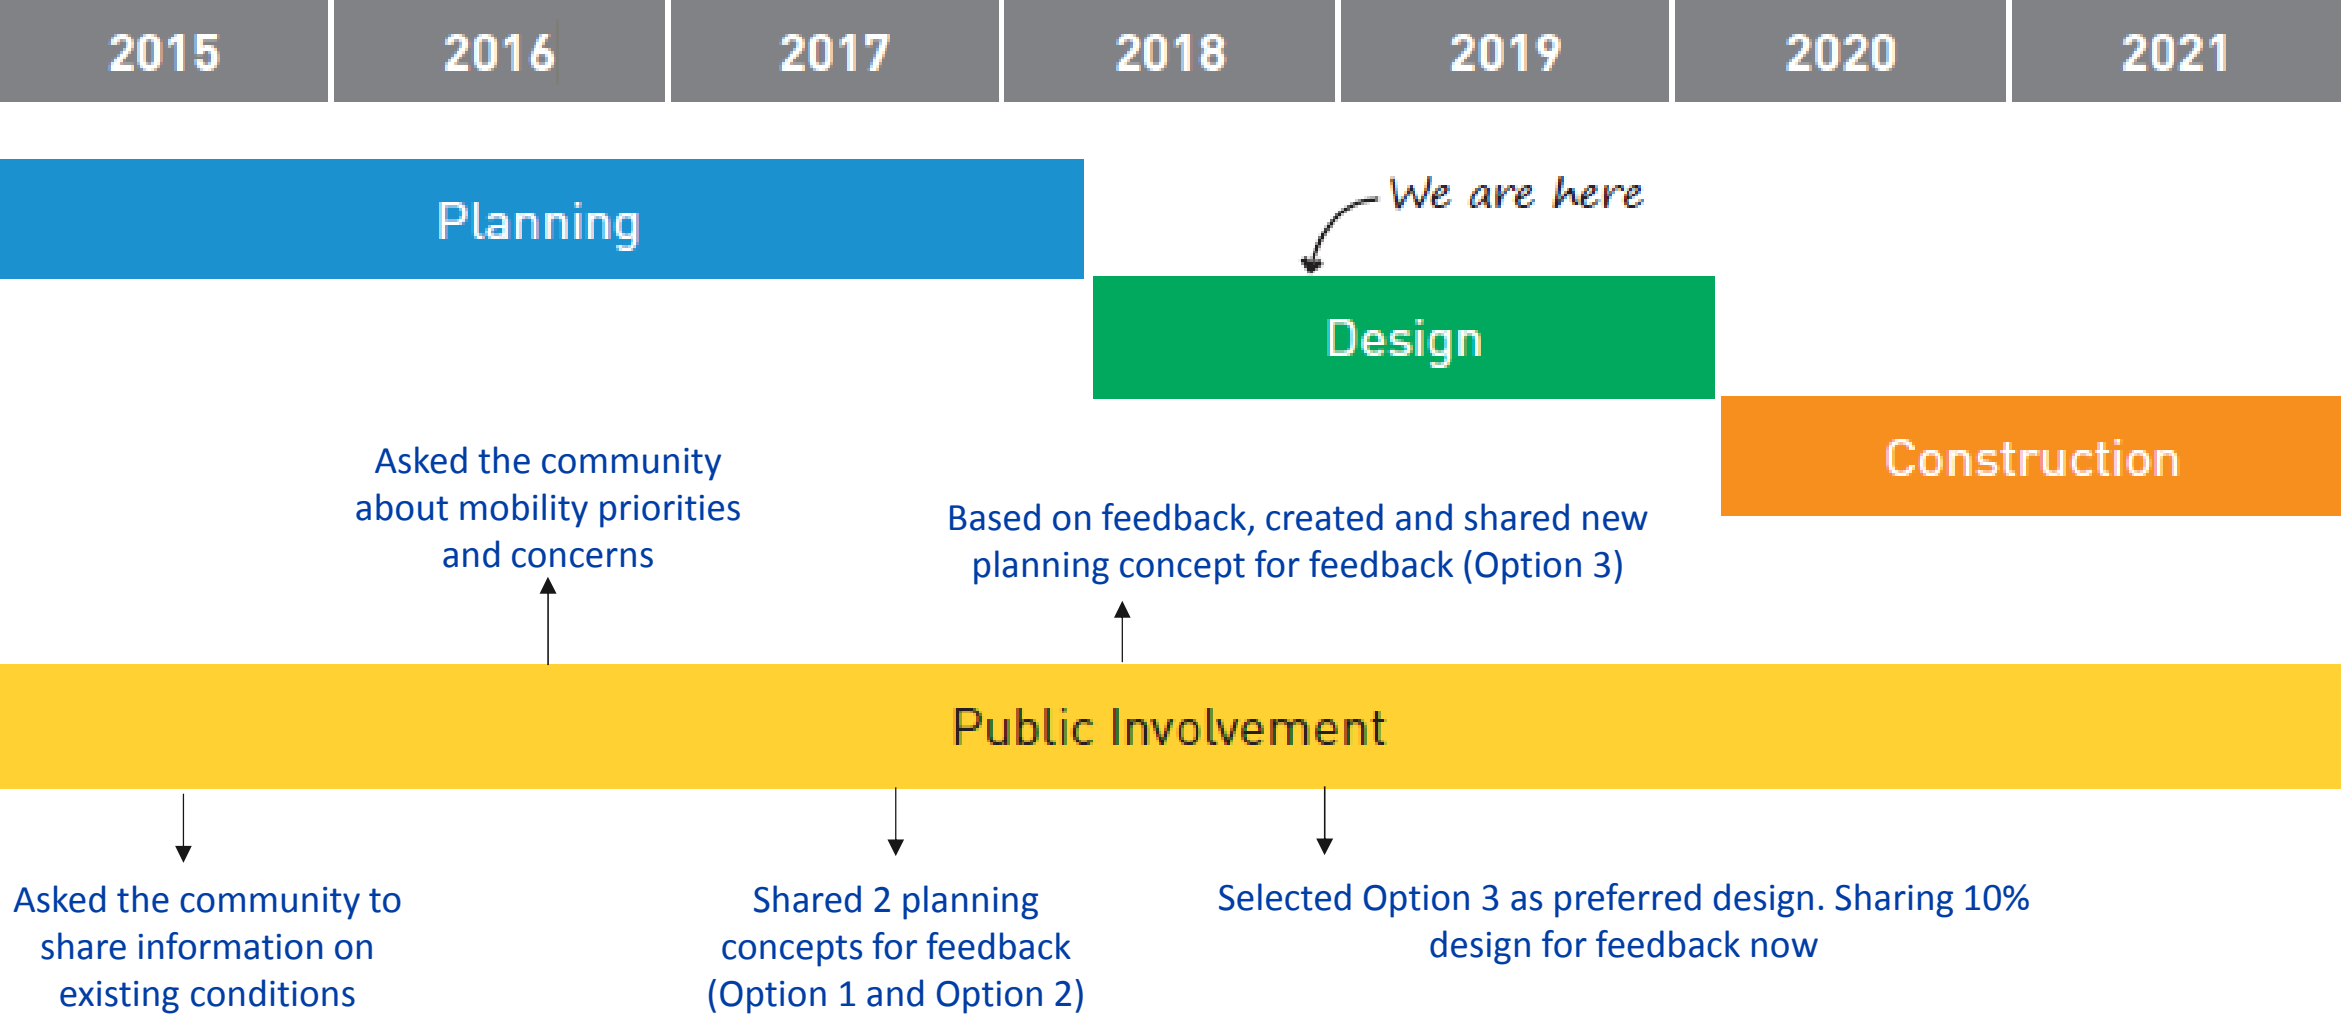 2015 2016 2017 2018 2019 2020 2021
Planning
We are here
Design
Construction
Asked the community
about mobility priorities
and concerns
Based on feedback, created and shared new
planning concept for feedback (Option 3)
Public Involvement
Asked the community to
share information on
existing conditions
Shared 2 planning
concepts for feedback
(Option 1 and Option 2)
Selected Option 3 as preferred design. Sharing 10%
design for feedback now